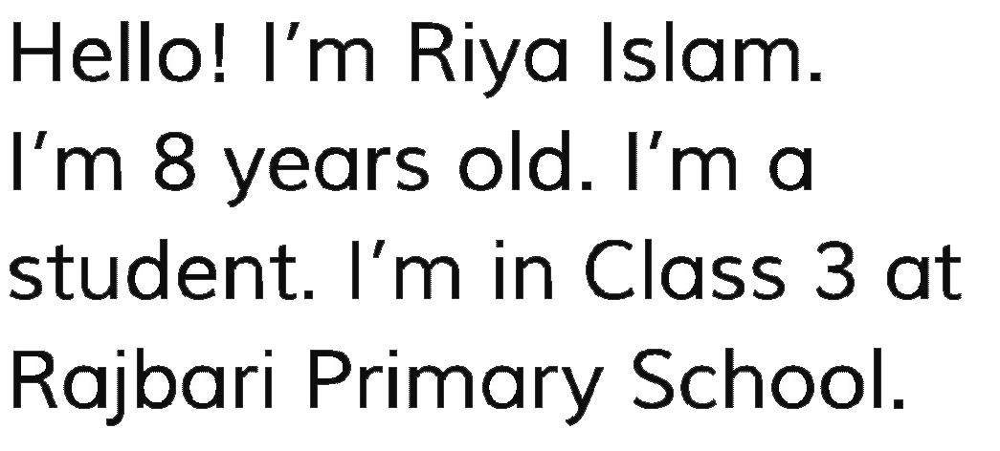 Hello! I’m Riya Islam.
I’m 8 years old. I’m a
student. I’m in Class 3 at
Rajbari Primary School.